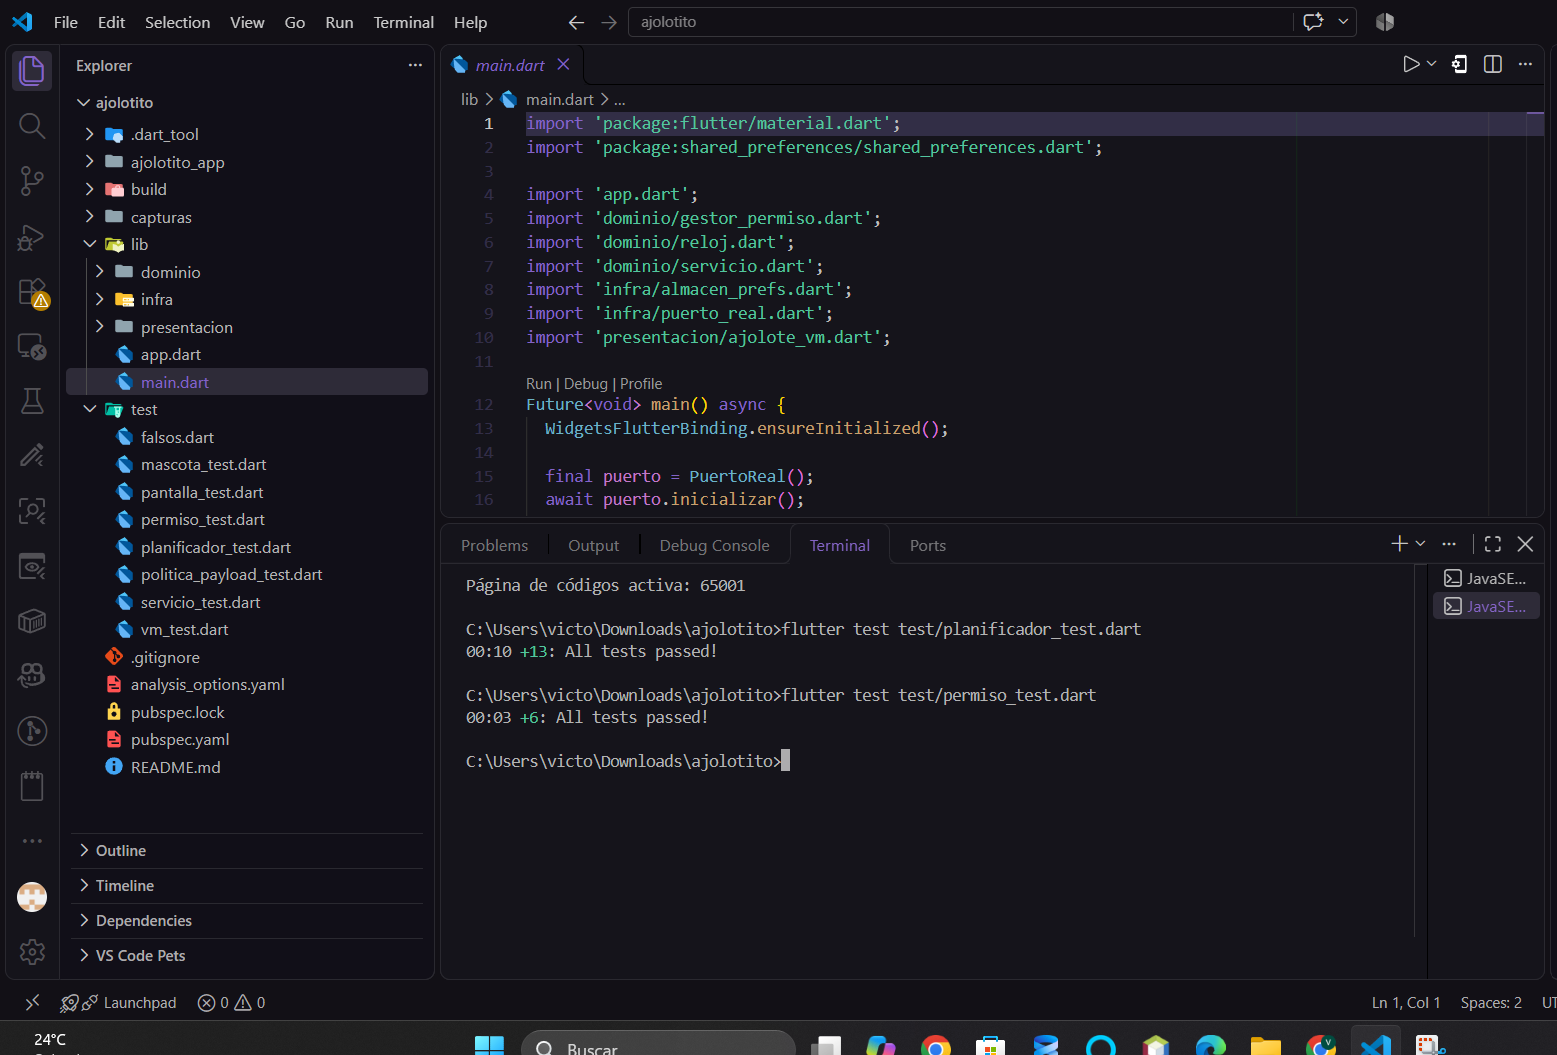 File Edit Selection View Go Run Terminal Help
ajolotito
Explorer
ajolotito
.dart_tool
ajolotito_app
build
capturas
lib
dominio
infra
presentacion
app.dart
main.dart
test
falsos.dart
mascota_test.dart
pantalla_test.dart
permiso_test.dart
planificador_test.dart
politica_payload_test.dart
servicio_test.dart
vm_test.dart
.gitignore
analysis_options.yaml
pubspec.lock
pubspec.yaml
README.md
Outline
Timeline
Dependencies
VS Code Pets
main.dart
lib > main.dart > ...
1 import 'package:flutter/material.dart';
2 import 'package:shared_preferences/shared_preferences.dart';
3
4 import 'app.dart';
5 import 'dominio/gestor_permiso.dart';
6 import 'dominio/reloj.dart';
7 import 'dominio/servicio.dart';
8 import 'infra/almacen_prefs.dart';
9 import 'infra/puerto_real.dart';
10 import 'presentacion/ajolote_vm.dart';
11
Run | Debug | Profile
12 Future<void> main() async {
13 WidgetsFlutterBinding.ensureInitialized();
14
15 final puerto = PuertoReal();
16 await puerto.inicializar();
Problems Output Debug Console Terminal Ports
Página de códigos activa: 65001
C:\Users\victo\Downloads\ajolotito>flutter test test/planificador_test.dart
00:10 +13: All tests passed!
C:\Users\victo\Downloads\ajolotito>flutter test test/permiso_test.dart
00:03 +6: All tests passed!
C:\Users\victo\Downloads\ajolotito>
JavaSE...
JavaSE...
Launchpad 0 0
Ln 1, Col 1 Spaces: 2 UT
24°C
Buscar
V